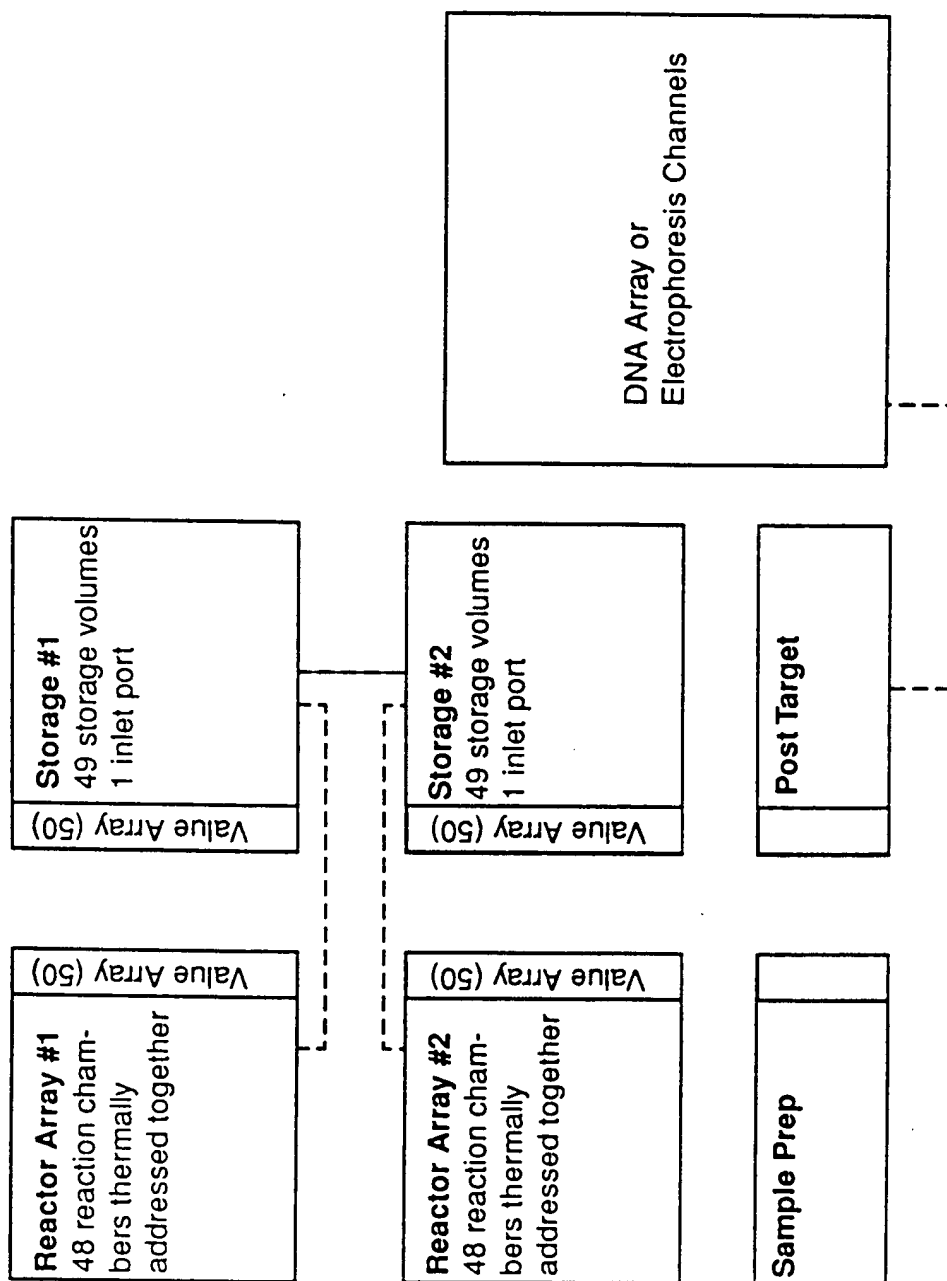 Reactor Array #1
48 reaction cham-
bers thermally
addressed together
Value Array (50)
Storage #1
49 storage volumes
1 inlet port
Value Array (50)
Reactor Array #2
48 reaction cham-
bers thermally
addressed together
Value Array (50)
Storage #2
49 storage volumes
1 inlet port
Value Array (50)
Sample Prep
Post Target
DNA Array or
Electrophoresis Channels